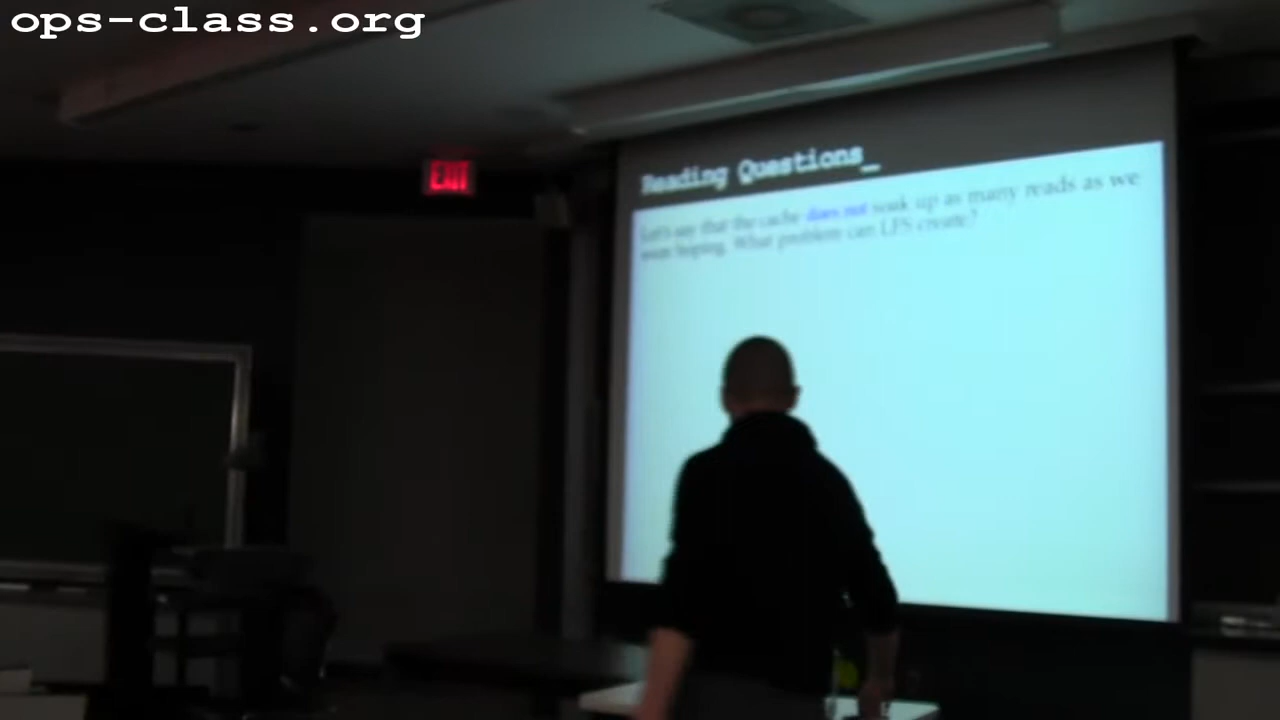 ops-class.org
EXIT
Reading Questions_
Let's say that the cache does not soak up as many reads as we
were hoping. What problem can LFS create?